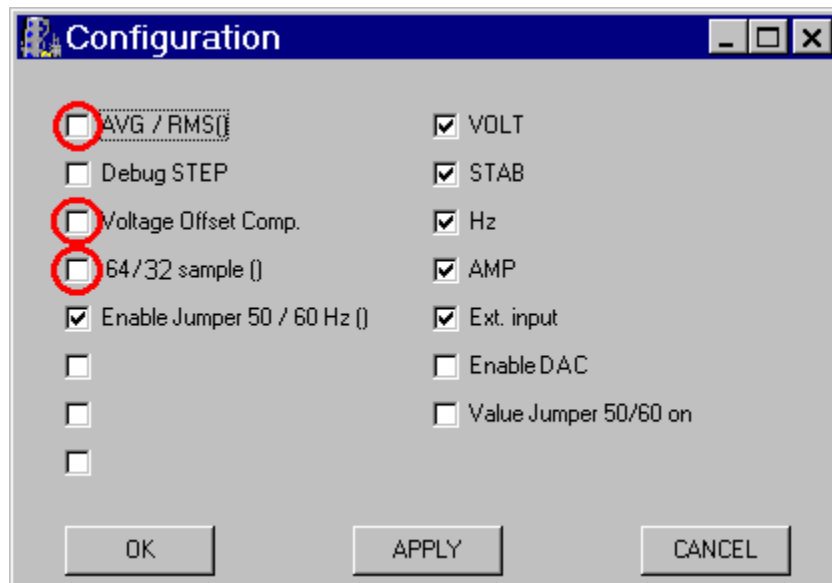 Configuration
AVG / RMS()
Debug STEP
Voltage Offset Comp.
64/32 sample ()
Enable Jumper 50 / 60 Hz ()
VOLT
STAB
Hz
AMP
Ext. input
Enable DAC
Value Jumper 50/60 on
OK
APPLY
CANCEL